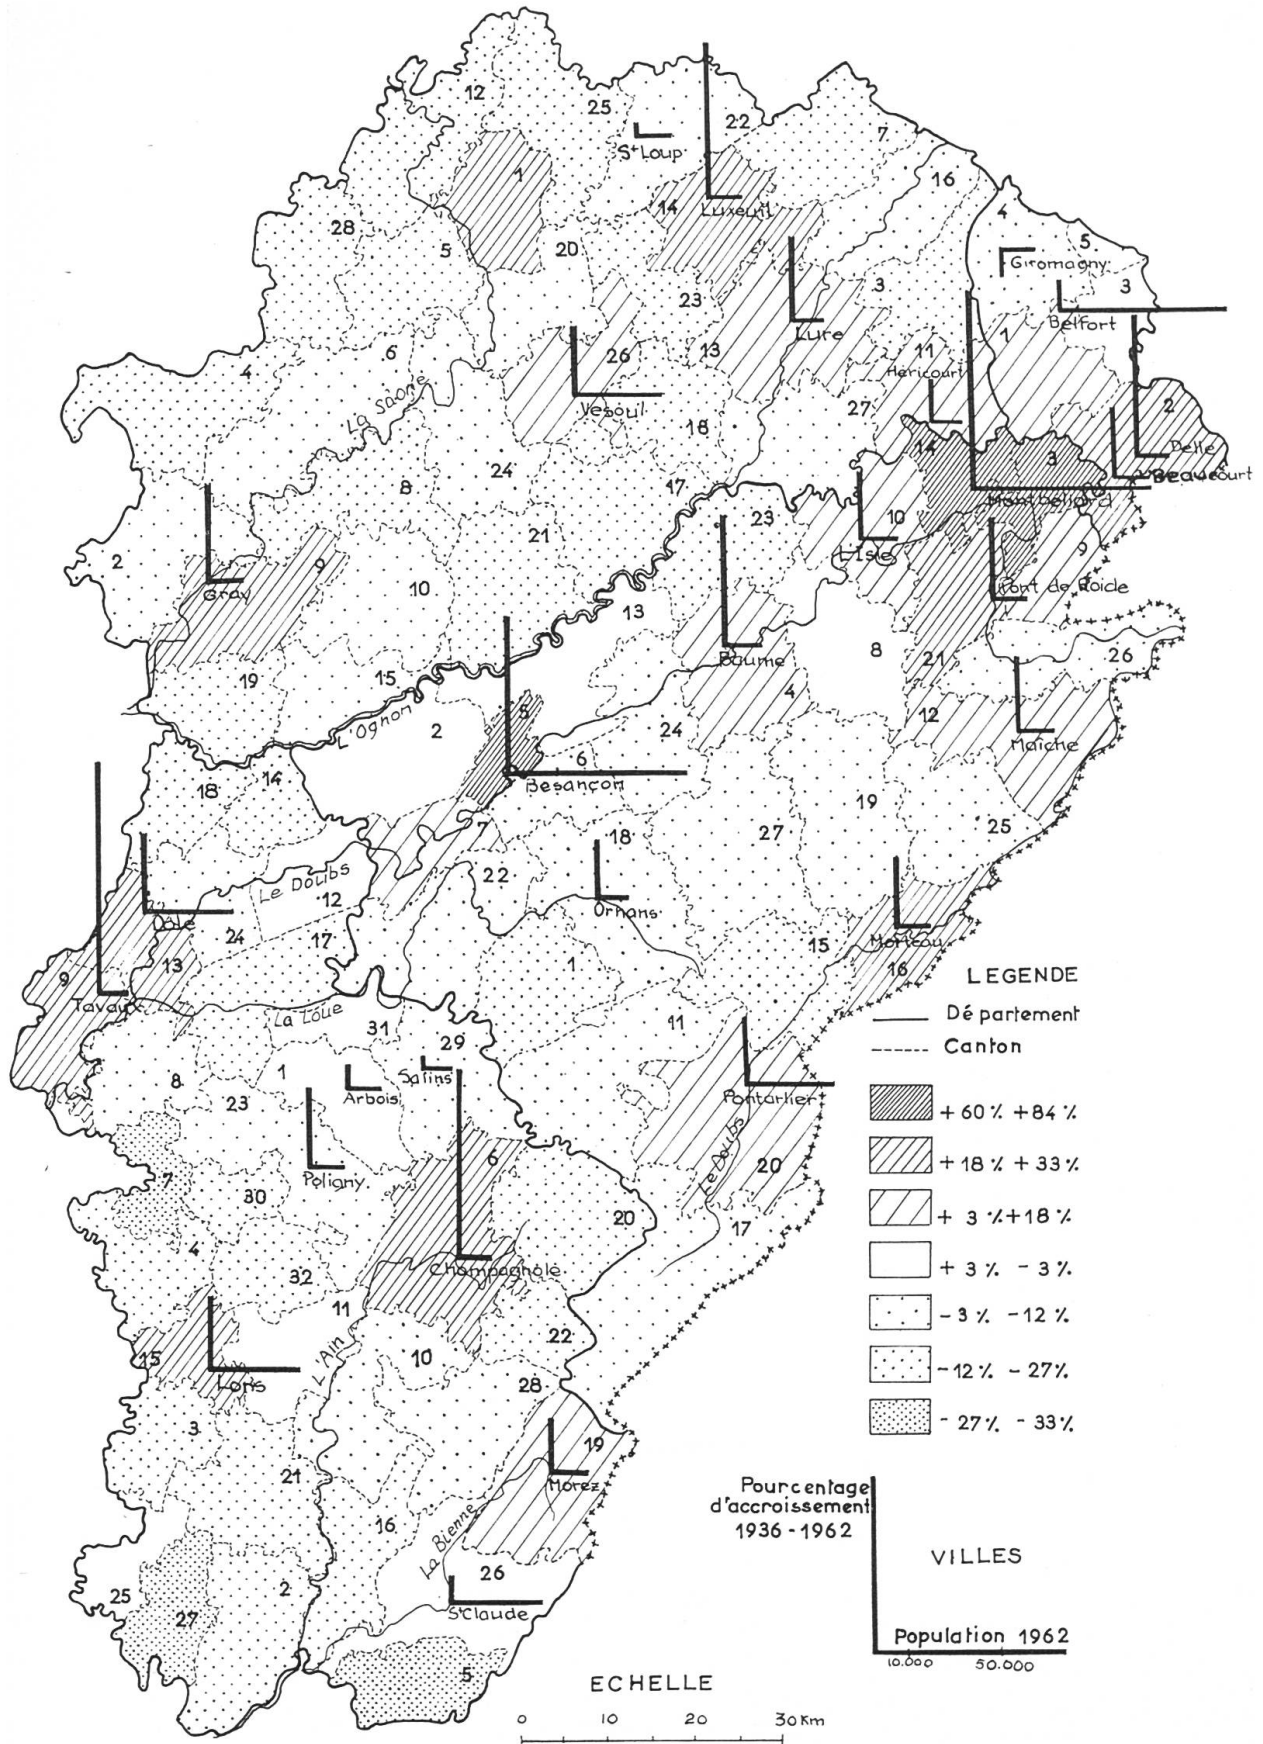 12
25
St Loup
22
7
1
14
Luxeuil
16
28
5
20
4
5
Giromagny
3
23
3
Belfort
Lure
6
4
26
13
11
1
Héricourt
La Saône
Vesoul
27
2
18
14
3
Delle
Beaucourt
24
8
17
Montbéliard
23
10
2
21
L'Isle
9
9
Gray
10
Pont de Roide
13
Baume
8
21
26
19
15
4
12
L'Ognon
2
5
24
Maîche
6
Besançon
18
14
19
27
25
7
18
22
Le Doubs
12
Ornans
Dôle
24
17
15
Morteau
9
13
1
16
Tavaux
La Loue
31
29
11
8
1
Salins
Arbois
23
Pontarlier
Le Doubs
7
30
Poligny
6
20
20
17
4
32
Champagnole
11
L'Ain
22
15
10
Lons
28
3
19
21
Morez
16
La Bienne
25
2
26
27
St Claude
5
LEGENDE
Département
Canton
+ 60 % + 84 %
+ 18 % + 33 %
+ 3 % + 18 %
+ 3 % - 3 %
- 3 % - 12 %
- 12 % - 27 %
- 27 % - 33 %
Pourcentage
d'accroissement
1936 - 1962
VILLES
Population 1962
10.000 50.000
ECHELLE
0 10 20 30 Km